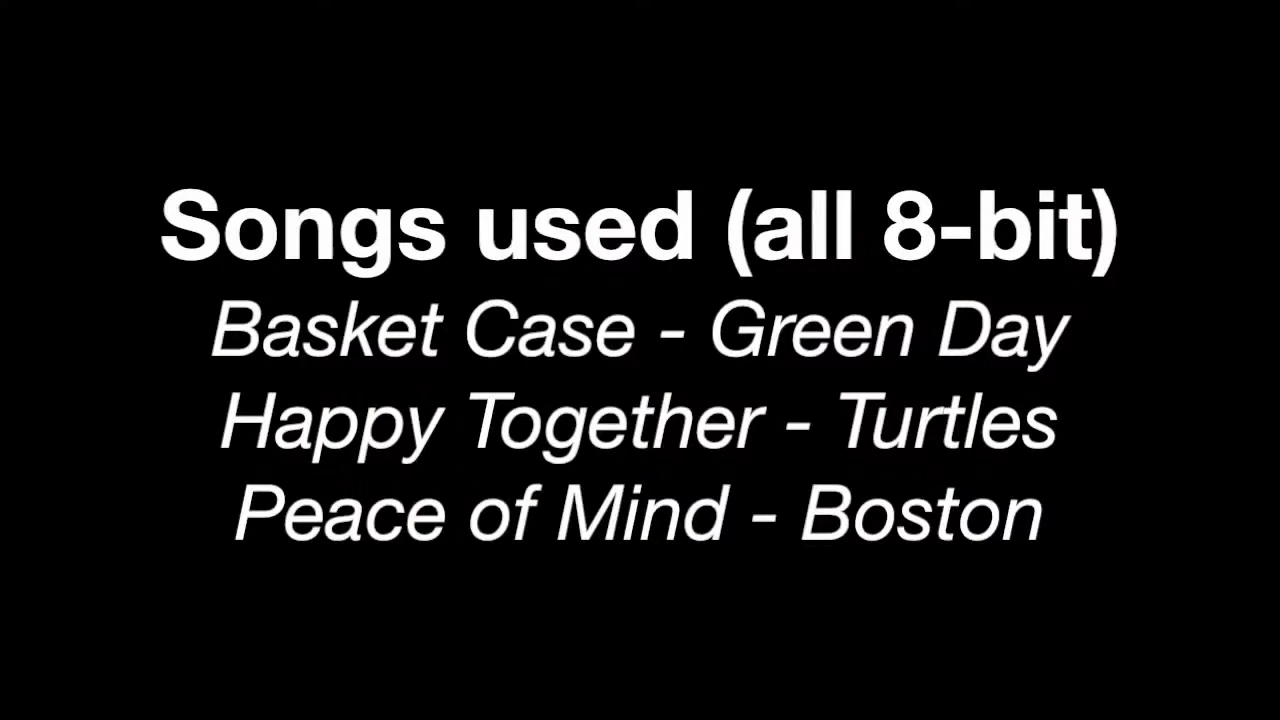 Songs used (all 8-bit)
Basket Case - Green Day
Happy Together - Turtles
Peace of Mind - Boston